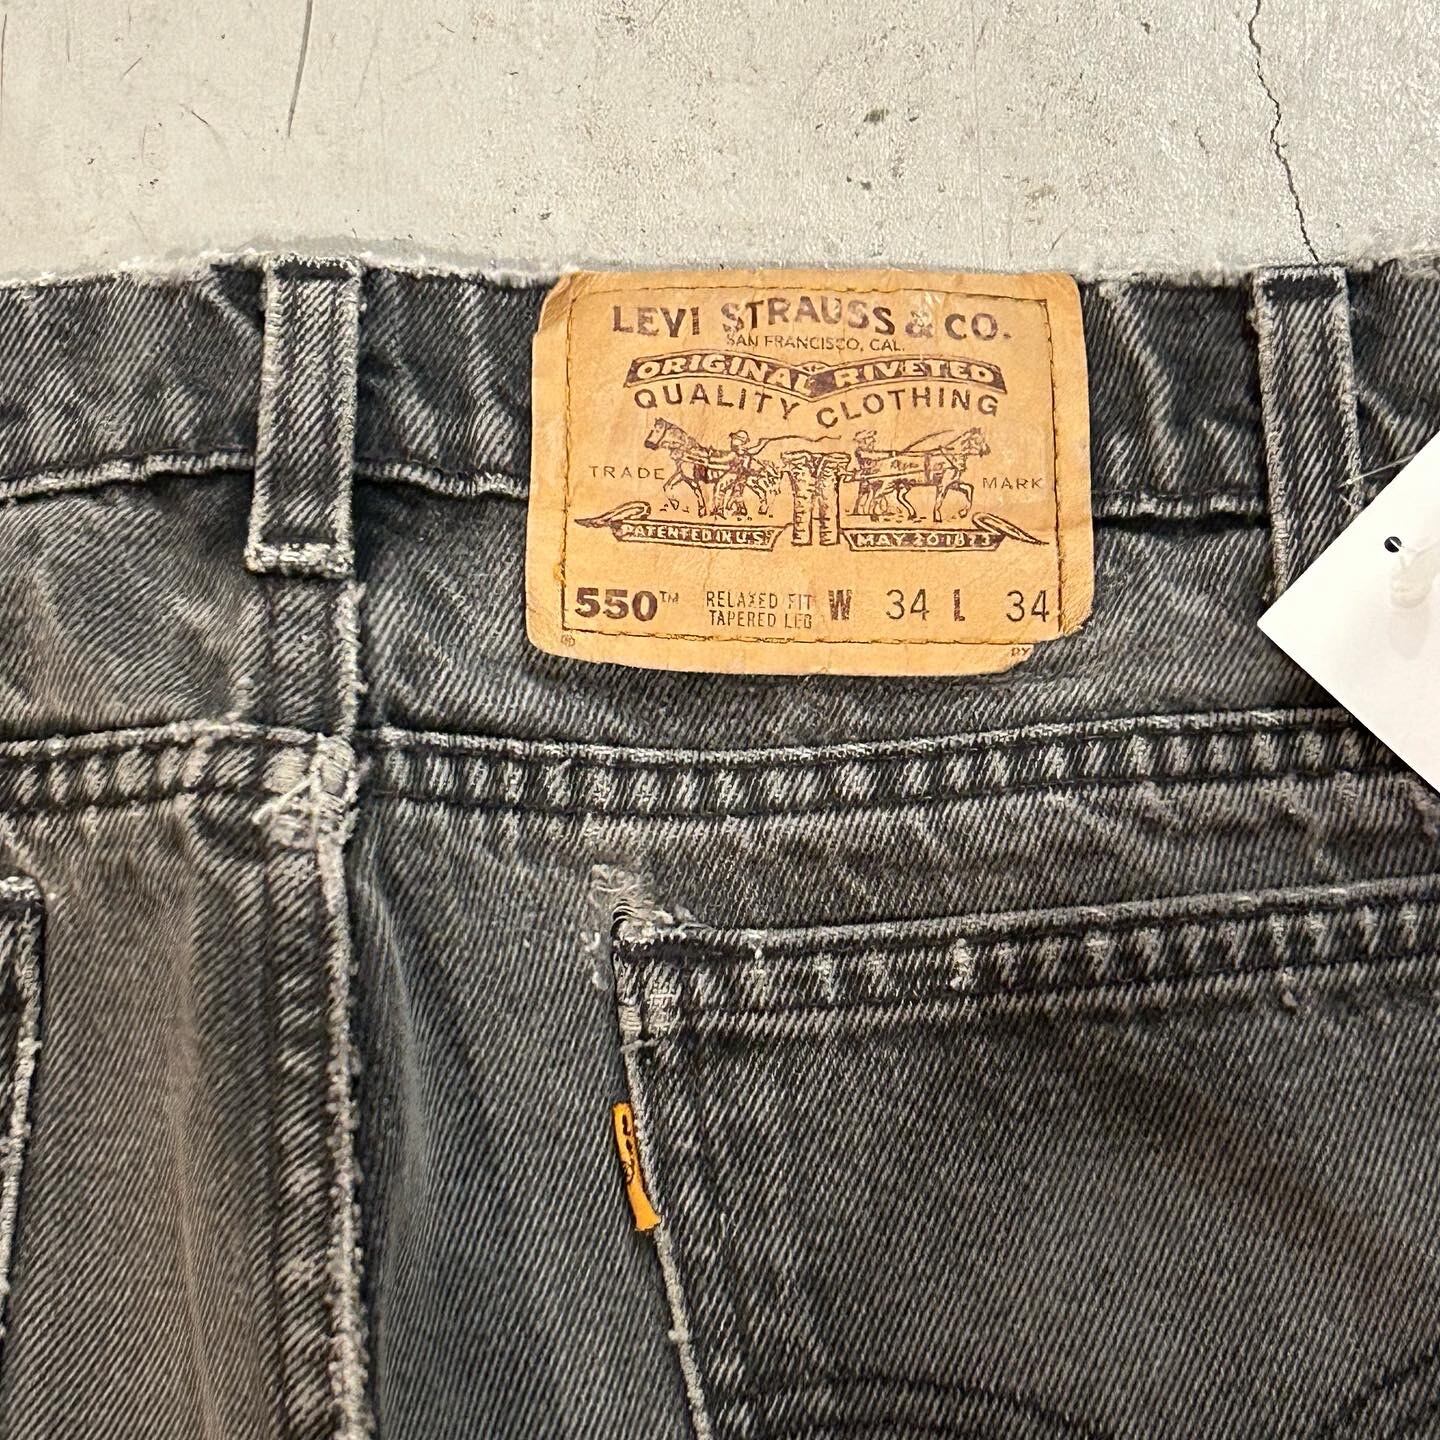 LEVI STRAUSS & CO.
SAN FRANCISCO, CAL.
ORIGINAL RIVETED
QUALITY CLOTHING
TRADE MARK
PATENTED IN U.S. MAY 20 1873
550™ RELAXED FIT W 34 L 34
TAPERED LEG
®